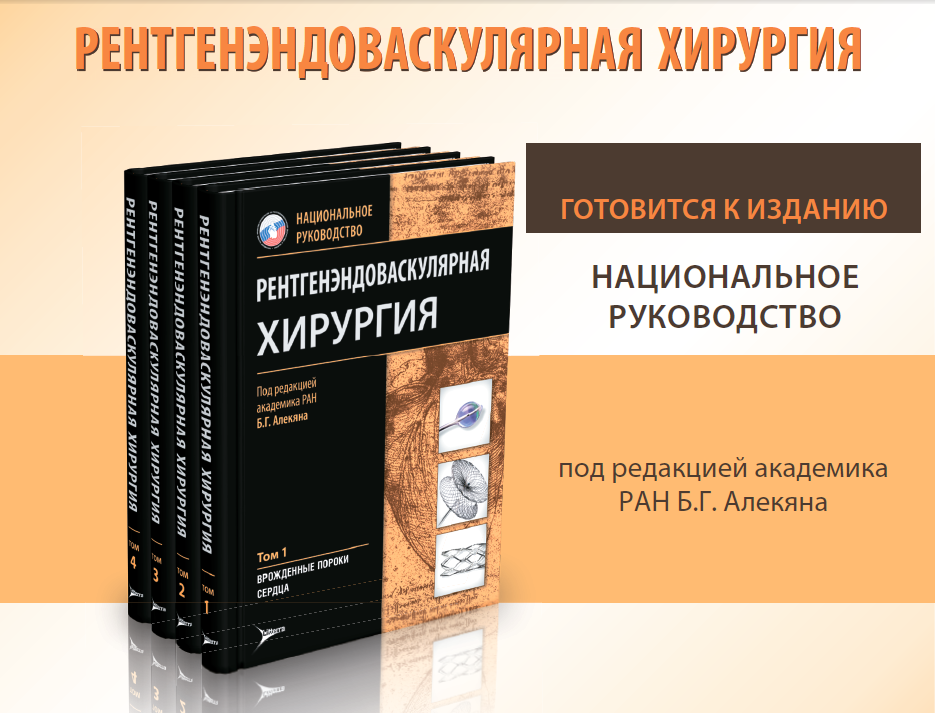 РЕНТГЕНЭНДОВАСКУЛЯРНАЯ ХИРУРГИЯ
НАЦИОНАЛЬНОЕ
РУКОВОДСТВО
РЕНТГЕНЭНДОВАСКУЛЯРНАЯ
ХИРУРГИЯ
Под редакцией
академика РАН
Б.Г. Алекяна
Том 1
ВРОЖДЕННЫЕ ПОРОКИ
СЕРДЦА
Litterra
РЕНТГЕНЭНДОВАСКУЛЯРНАЯ ХИРУРГИЯ
ТОМ
4
РЕНТГЕНЭНДОВАСКУЛЯРНАЯ ХИРУРГИЯ
ТОМ
3
РЕНТГЕНЭНДОВАСКУЛЯРНАЯ ХИРУРГИЯ
ТОМ
2
РЕНТГЕНЭНДОВАСКУЛЯРНАЯ ХИРУРГИЯ
ТОМ
1
ГОТОВИТСЯ К ИЗДАНИЮ
НАЦИОНАЛЬНОЕ
РУКОВОДСТВО
под редакцией академика
РАН Б.Г. Алекяна